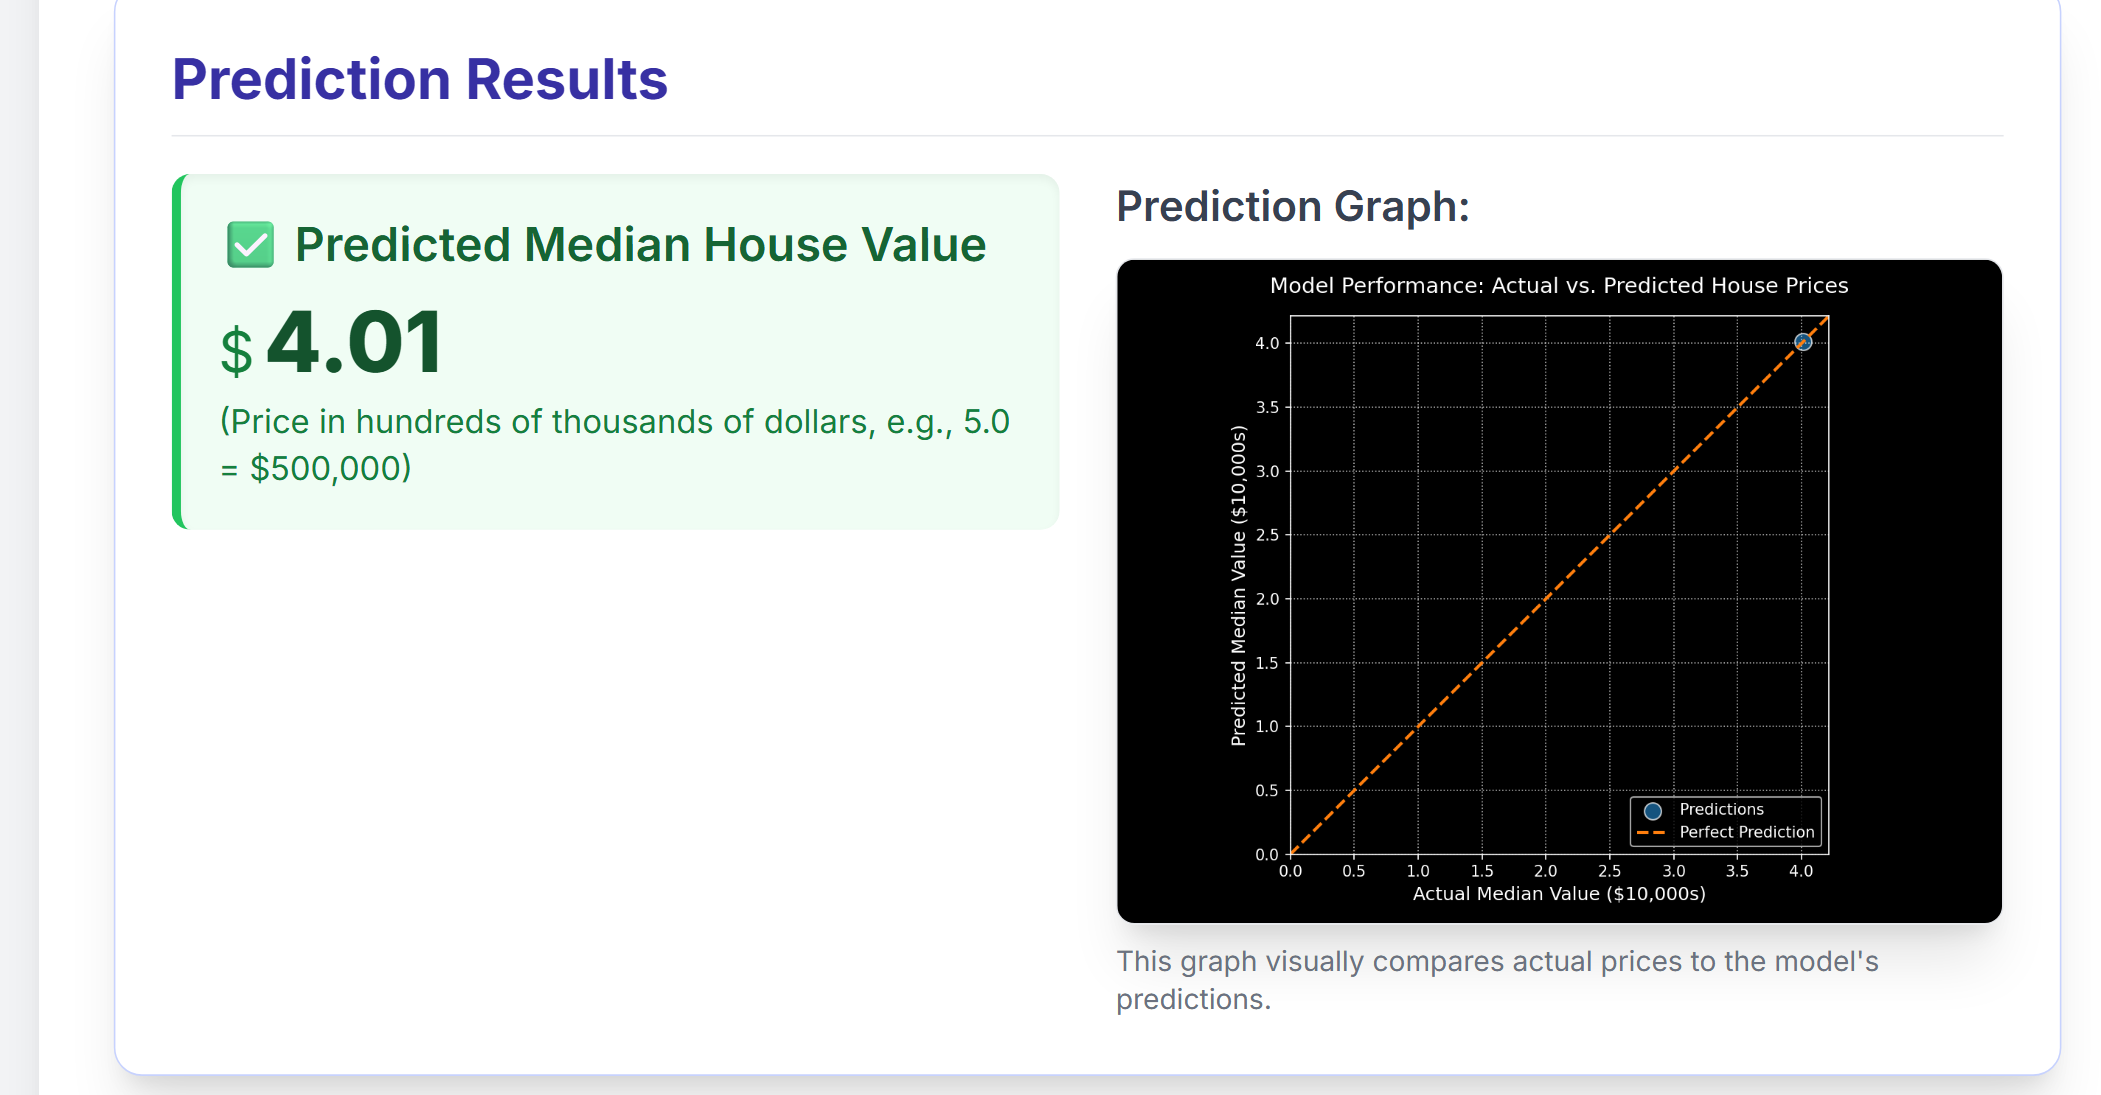 Prediction Results
✅ Predicted Median House Value
$ 4.01
(Price in hundreds of thousands of dollars, e.g., 5.0
= $500,000)
Prediction Graph:
Model Performance: Actual vs. Predicted House Prices
Predicted Median Value ($10,000s)
4.0
3.5
3.0
2.5
2.0
1.5
1.0
0.5
0.0
Predictions
Perfect Prediction
0.0 0.5 1.0 1.5 2.0 2.5 3.0 3.5 4.0
Actual Median Value ($10,000s)
This graph visually compares actual prices to the model's
predictions.